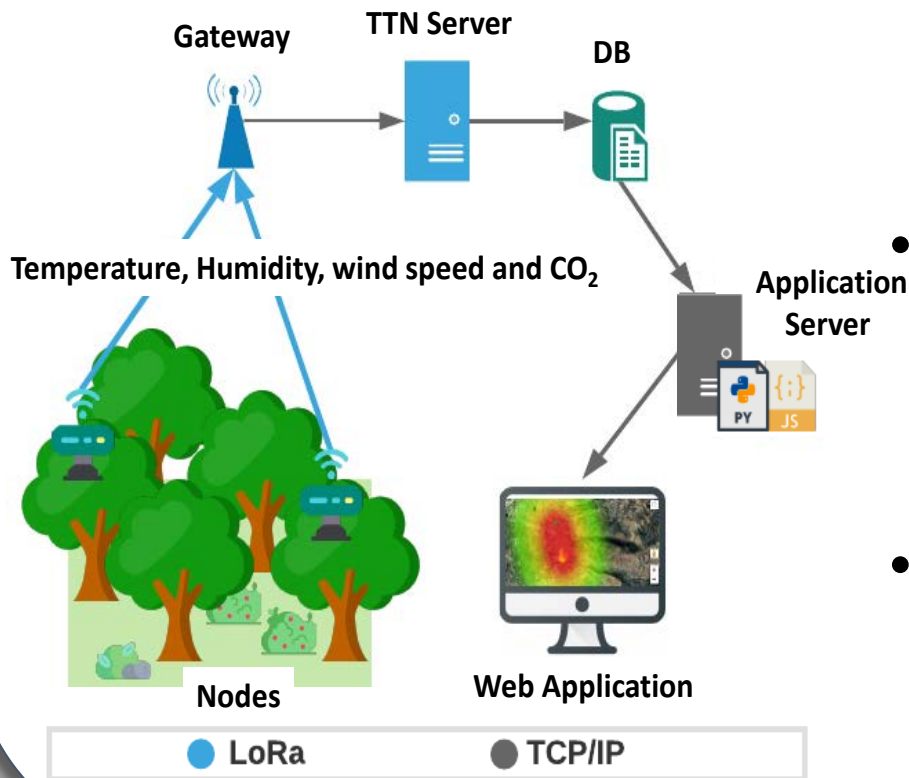 Gateway
TTN Server
DB
Temperature, Humidity, wind speed and CO₂
Application
Server
PY
JS
Nodes
Web Application
LoRa
TCP/IP